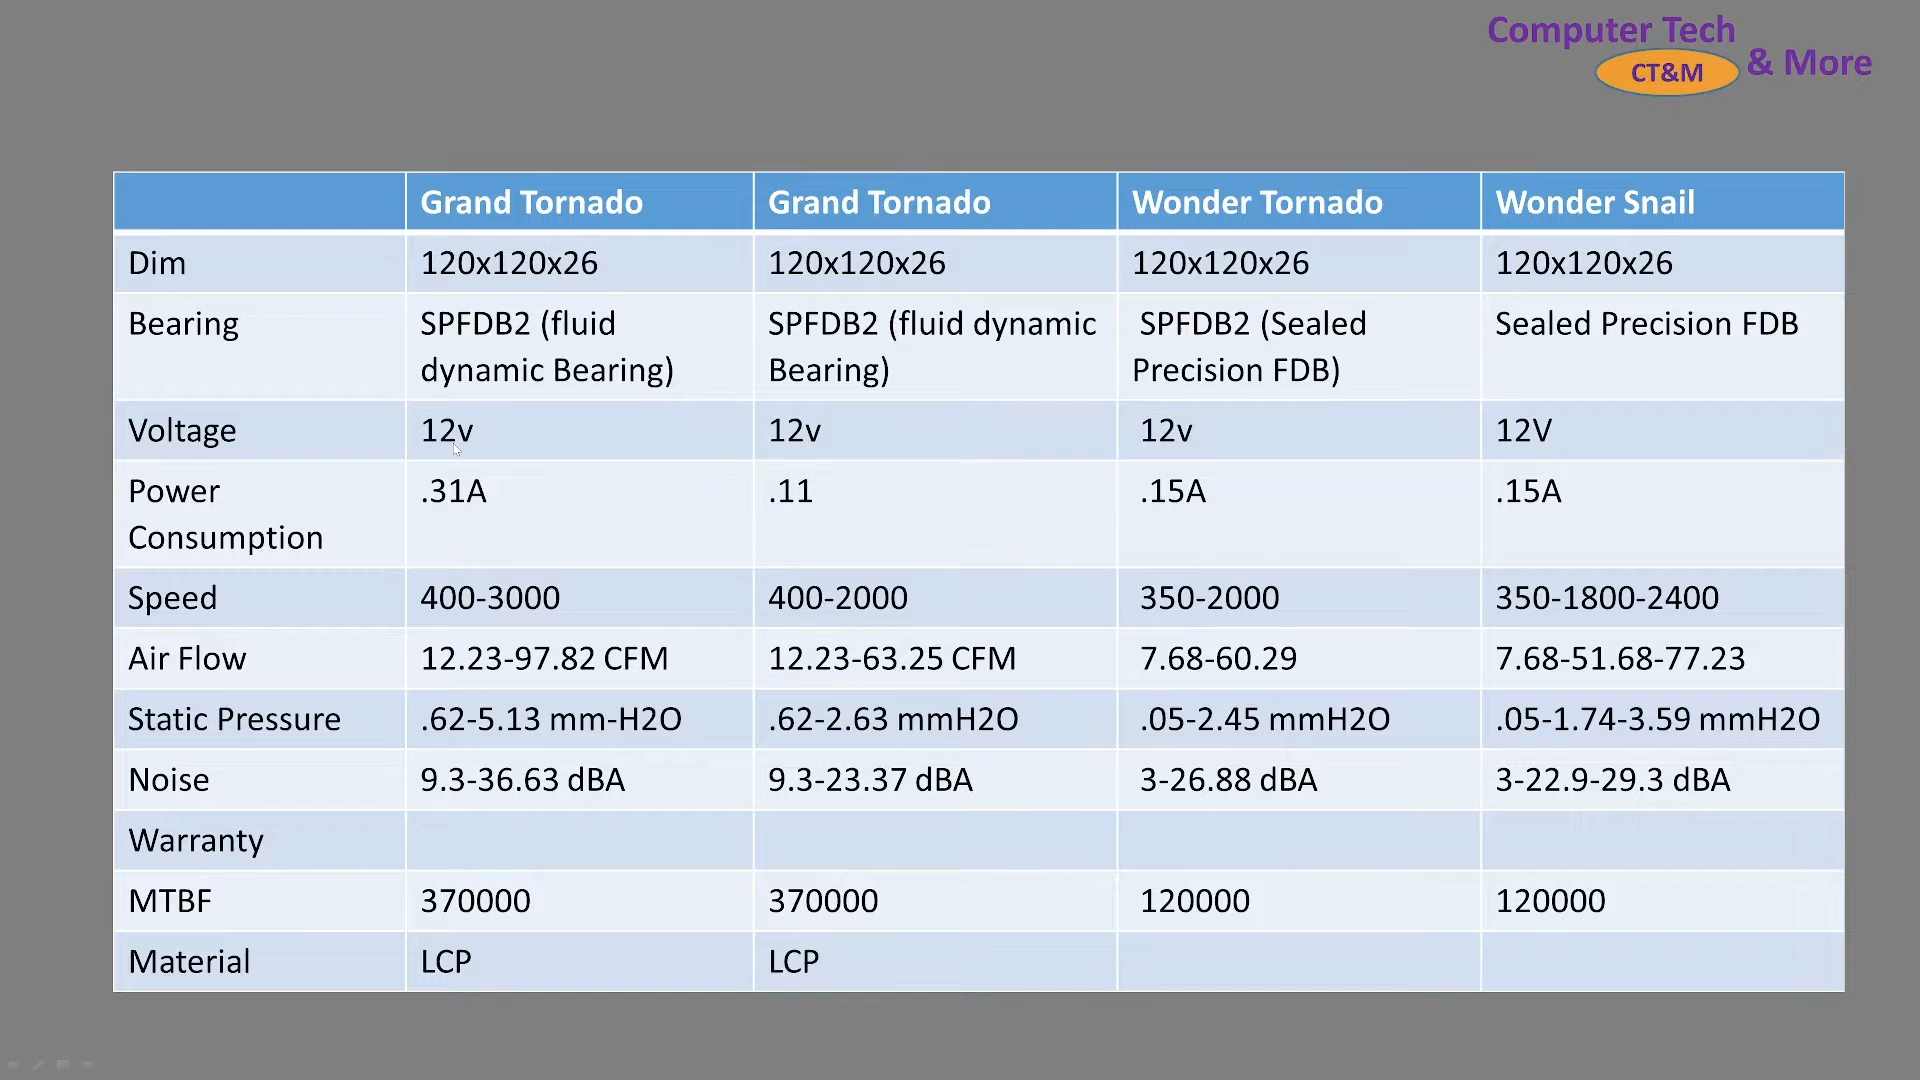 Computer Tech
& More
CT&M
Grand Tornado Grand Tornado Wonder Tornado Wonder Snail
Dim 120x120x26 120x120x26 120x120x26 120x120x26
Bearing SPFDB2 (fluid SPFDB2 (fluid dynamic SPFDB2 (Sealed Sealed Precision FDB
dynamic Bearing) Bearing) Precision FDB)
Voltage 12v 12v 12v 12V
Power .31A .11 .15A .15A
Consumption
Speed 400-3000 400-2000 350-2000 350-1800-2400
Air Flow 12.23-97.82 CFM 12.23-63.25 CFM 7.68-60.29 7.68-51.68-77.23
Static Pressure .62-5.13 mm-H2O .62-2.63 mmH2O .05-2.45 mmH2O .05-1.74-3.59 mmH2O
Noise 9.3-36.63 dBA 9.3-23.37 dBA 3-26.88 dBA 3-22.9-29.3 dBA
Warranty
MTBF 370000 370000 120000 120000
Material LCP LCP